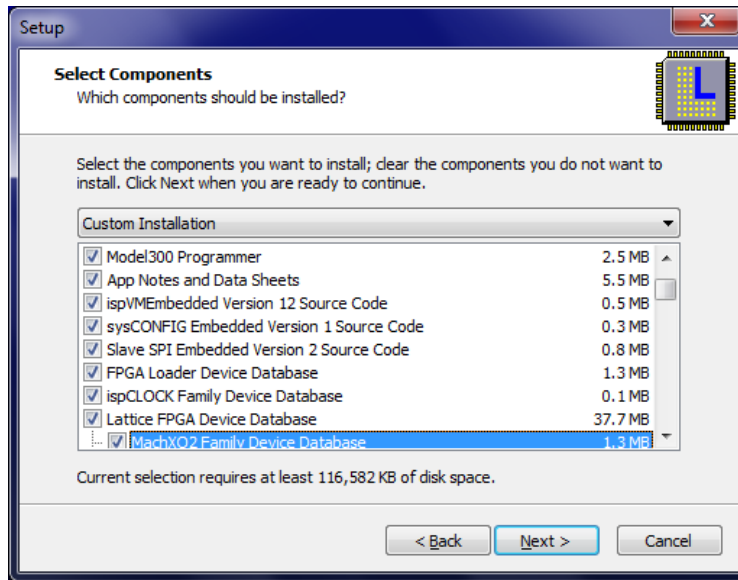 Setup
Select Components
Which components should be installed?
Select the components you want to install; clear the components you do not want to
install. Click Next when you are ready to continue.
Custom Installation
Model300 Programmer 2.5 MB
App Notes and Data Sheets 5.5 MB
ispVMEmbedded Version 12 Source Code 0.5 MB
sysCONFIG Embedded Version 1 Source Code 0.3 MB
Slave SPI Embedded Version 2 Source Code 0.8 MB
FPGA Loader Device Database 1.3 MB
ispCLOCK Family Device Database 0.1 MB
Lattice FPGA Device Database 37.7 MB
MachXO2 Family Device Database 1.3 MB
Current selection requires at least 116,582 KB of disk space.
< Back Next > Cancel